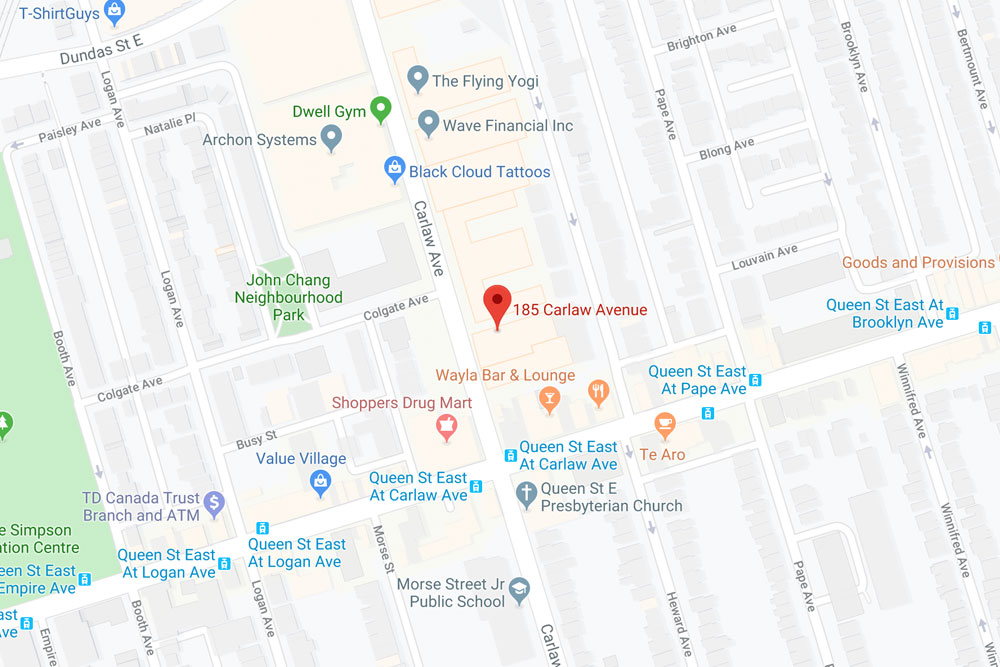 T-ShirtGuys
Dundas St E
Brighton Ave
Brooklyn Ave
Bertmount Ave
Logan Ave
The Flying Yogi
Dwell Gym
Pape Ave
Paisley Ave
Natalie Pl
Archon Systems
Wave Financial Inc
Blong Ave
Black Cloud Tattoos
Carlaw Ave
Louvain Ave
Goods and Provisions
John Chang
Neighbourhood
Park
Logan Ave
Colgate Ave
185 Carlaw Avenue
Queen St East At
Brooklyn Ave
Booth Ave
Colgate Ave
Wayla Bar & Lounge
Queen St East
At Pape Ave
Shoppers Drug Mart
Winnifred Ave
Busy St
Value Village
Queen St East
At Carlaw Ave
Te Aro
Queen St East
At Carlaw Ave
Queen St E
Presbyterian Church
TD Canada Trust
Branch and ATM
Winnifred Ave
e Simpson
ation Centre
Queen St East
At Logan Ave
Queen St East
At Logan Ave
Morse St
een St East
Empire Ave
Morse Street Jr
Public School
Pape Ave
Logan Ave
Booth Ave
Heward Ave
ast
Ave
Empire
Carlaw